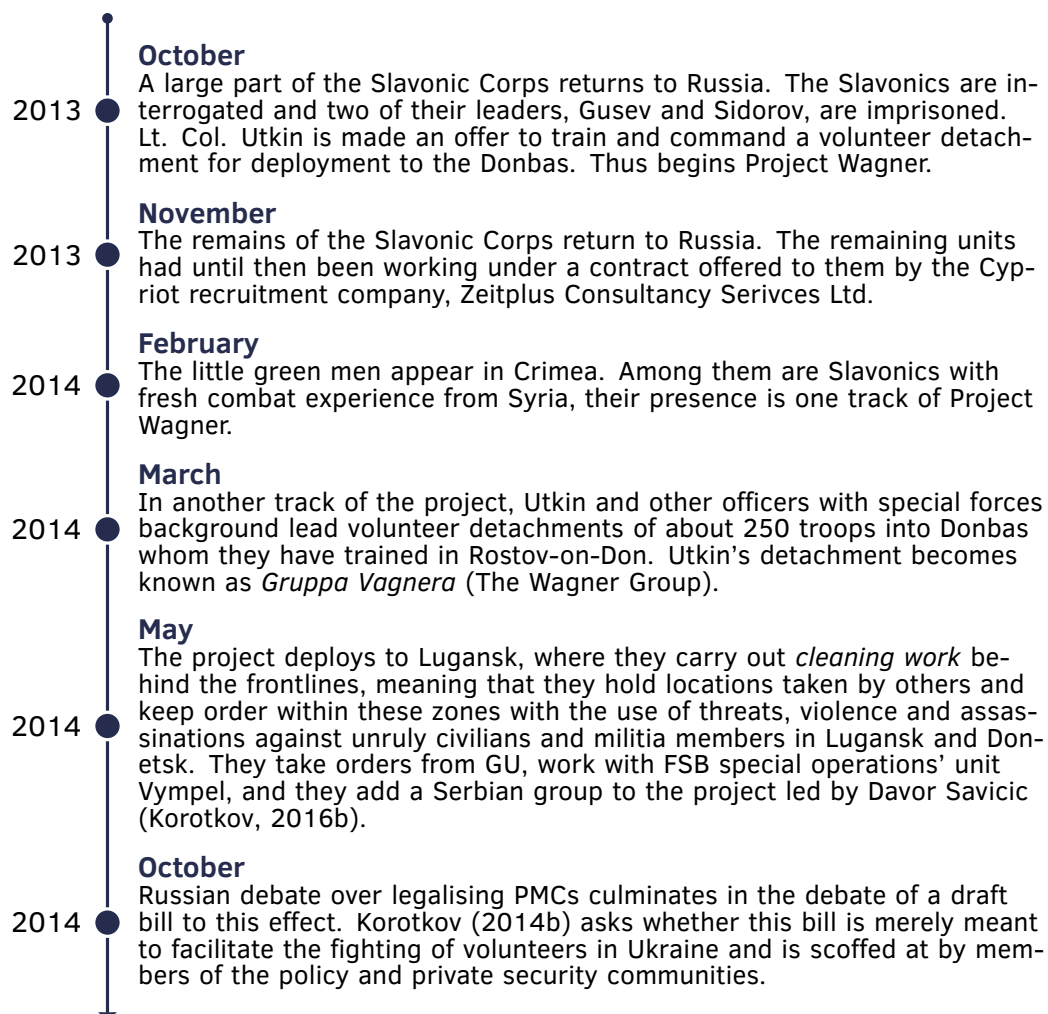 October
A large part of the Slavonic Corps returns to Russia. The Slavonics are in-
2013 terrogated and two of their leaders, Gusev and Sidorov, are imprisoned.
Lt. Col. Utkin is made an offer to train and command a volunteer detach-
ment for deployment to the Donbas. Thus begins Project Wagner.
November
The remains of the Slavonic Corps return to Russia. The remaining units
2013 had until then been working under a contract offered to them by the Cyp-
riot recruitment company, Zeitplus Consultancy Serivces Ltd.
February
The little green men appear in Crimea. Among them are Slavonics with
2014 fresh combat experience from Syria, their presence is one track of Project
Wagner.
March
In another track of the project, Utkin and other officers with special forces
2014 background lead volunteer detachments of about 250 troops into Donbas
whom they have trained in Rostov-on-Don. Utkin's detachment becomes
known as Gruppa Vagnera (The Wagner Group).
May
The project deploys to Lugansk, where they carry out cleaning work be-
hind the frontlines, meaning that they hold locations taken by others and
keep order within these zones with the use of threats, violence and assas-
2014 sinations against unruly civilians and militia members in Lugansk and Don-
etsk. They take orders from GU, work with FSB special operations' unit
Vympel, and they add a Serbian group to the project led by Davor Savicic
(Korotkov, 2016b).
October
Russian debate over legalising PMCs culminates in the debate of a draft
2014 bill to this effect. Korotkov (2014b) asks whether this bill is merely meant
to facilitate the fighting of volunteers in Ukraine and is scoffed at by mem-
bers of the policy and private security communities.